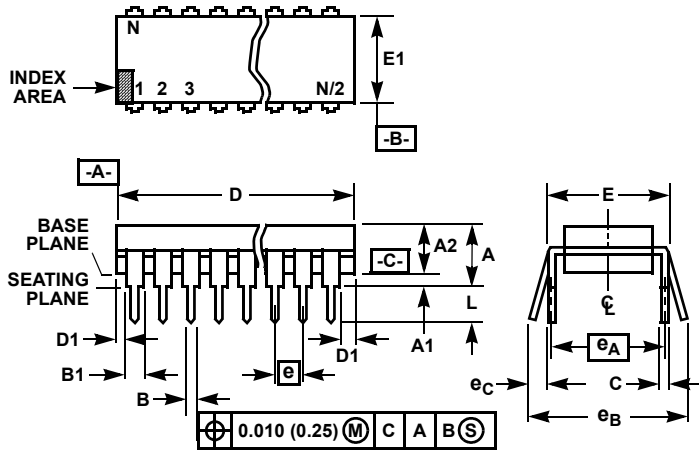 N
INDEX
AREA
1 2 3 N/2
E1
-B-
-A-
D
E
BASE
PLANE
-C-
A2
A
SEATING
PLANE
L
C̲L
D1
B1
B
e
D1
A1
eA
eC
C
eB
0.010 (0.25) M C A B S